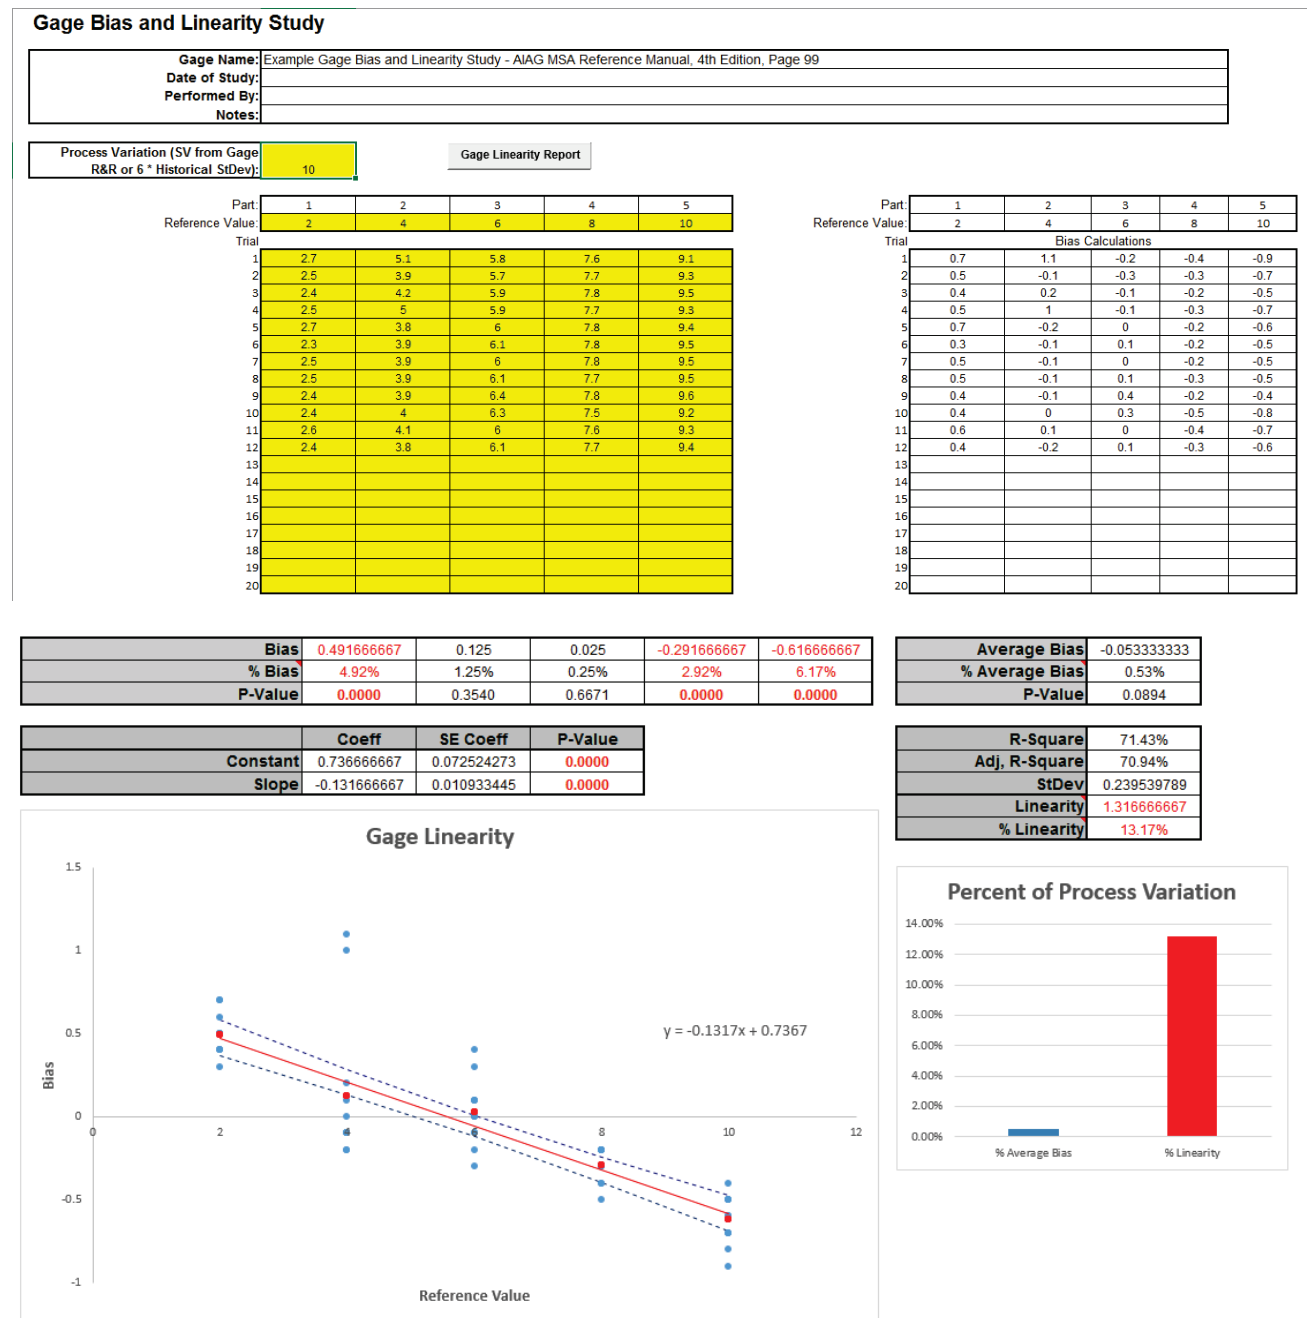 Gage Bias and Linearity Study
Gage Name: Example Gage Bias and Linearity Study - AIAG MSA Reference Manual, 4th Edition, Page 99
Date of Study:
Performed By:
Notes:
Process Variation (SV from Gage
R&R or 6 * Historical StDev): 10
Gage Linearity Report
Part: 1 2 3 4 5 Part: 1 2 3 4 5
Reference Value: 2 4 6 8 10 Reference Value: 2 4 6 8 10
Trial Trial Bias Calculations
1 2.7 5.1 5.8 7.6 9.1 1 0.7 1.1 -0.2 -0.4 -0.9
2 2.5 3.9 5.7 7.7 9.3 2 0.5 -0.1 -0.3 -0.3 -0.7
3 2.4 4.2 5.9 7.8 9.5 3 0.4 0.2 -0.1 -0.2 -0.5
4 2.5 5 5.9 7.7 9.3 4 0.5 1 -0.1 -0.3 -0.7
5 2.7 3.8 6 7.8 9.4 5 0.7 -0.2 0 -0.2 -0.6
6 2.3 3.9 6.1 7.8 9.5 6 0.3 -0.1 0.1 -0.2 -0.5
7 2.5 3.9 6 7.8 9.5 7 0.5 -0.1 0 -0.2 -0.5
8 2.5 3.9 6.1 7.7 9.5 8 0.5 -0.1 0.1 -0.3 -0.5
9 2.4 3.9 6.4 7.8 9.6 9 0.4 -0.1 0.4 -0.2 -0.4
10 2.4 4 6.3 7.5 9.2 10 0.4 0 0.3 -0.5 -0.8
11 2.6 4.1 6 7.6 9.3 11 0.6 0.1 0 -0.4 -0.7
12 2.4 3.8 6.1 7.7 9.4 12 0.4 -0.2 0.1 -0.3 -0.6
13 13
14 14
15 15
16 16
17 17
18 18
19 19
20 20
Bias 0.491666667 0.125 0.025 -0.291666667 -0.616666667
% Bias 4.92% 1.25% 0.25% 2.92% 6.17%
P-Value 0.0000 0.3540 0.6671 0.0000 0.0000
Average Bias -0.053333333
% Average Bias 0.53%
P-Value 0.0894
Coeff SE Coeff P-Value
Constant 0.736666667 0.072524273 0.0000
Slope -0.131666667 0.010933445 0.0000
R-Square 71.43%
Adj, R-Square 70.94%
StDev 0.239539789
Linearity 1.316666667
% Linearity 13.17%
Gage Linearity
1.5
1
0.5
0
-0.5
-1
Bias
0 2 4 6 8 10 12
y = -0.1317x + 0.7367
Reference Value
Percent of Process Variation
14.00%
12.00%
10.00%
8.00%
6.00%
4.00%
2.00%
0.00%
% Average Bias % Linearity